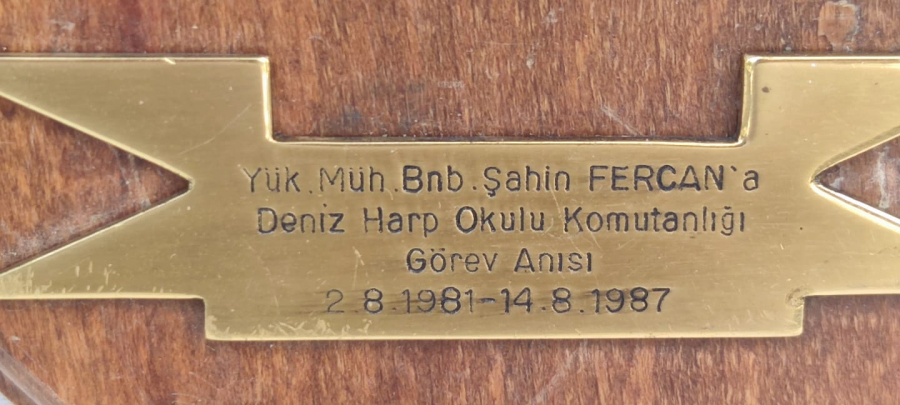 Yük.Müh.Bnb.Şahin FERCAN'a
Deniz Harp Okulu Komutanlığı
Görev Anısı
2.8.1981-14.8.1987